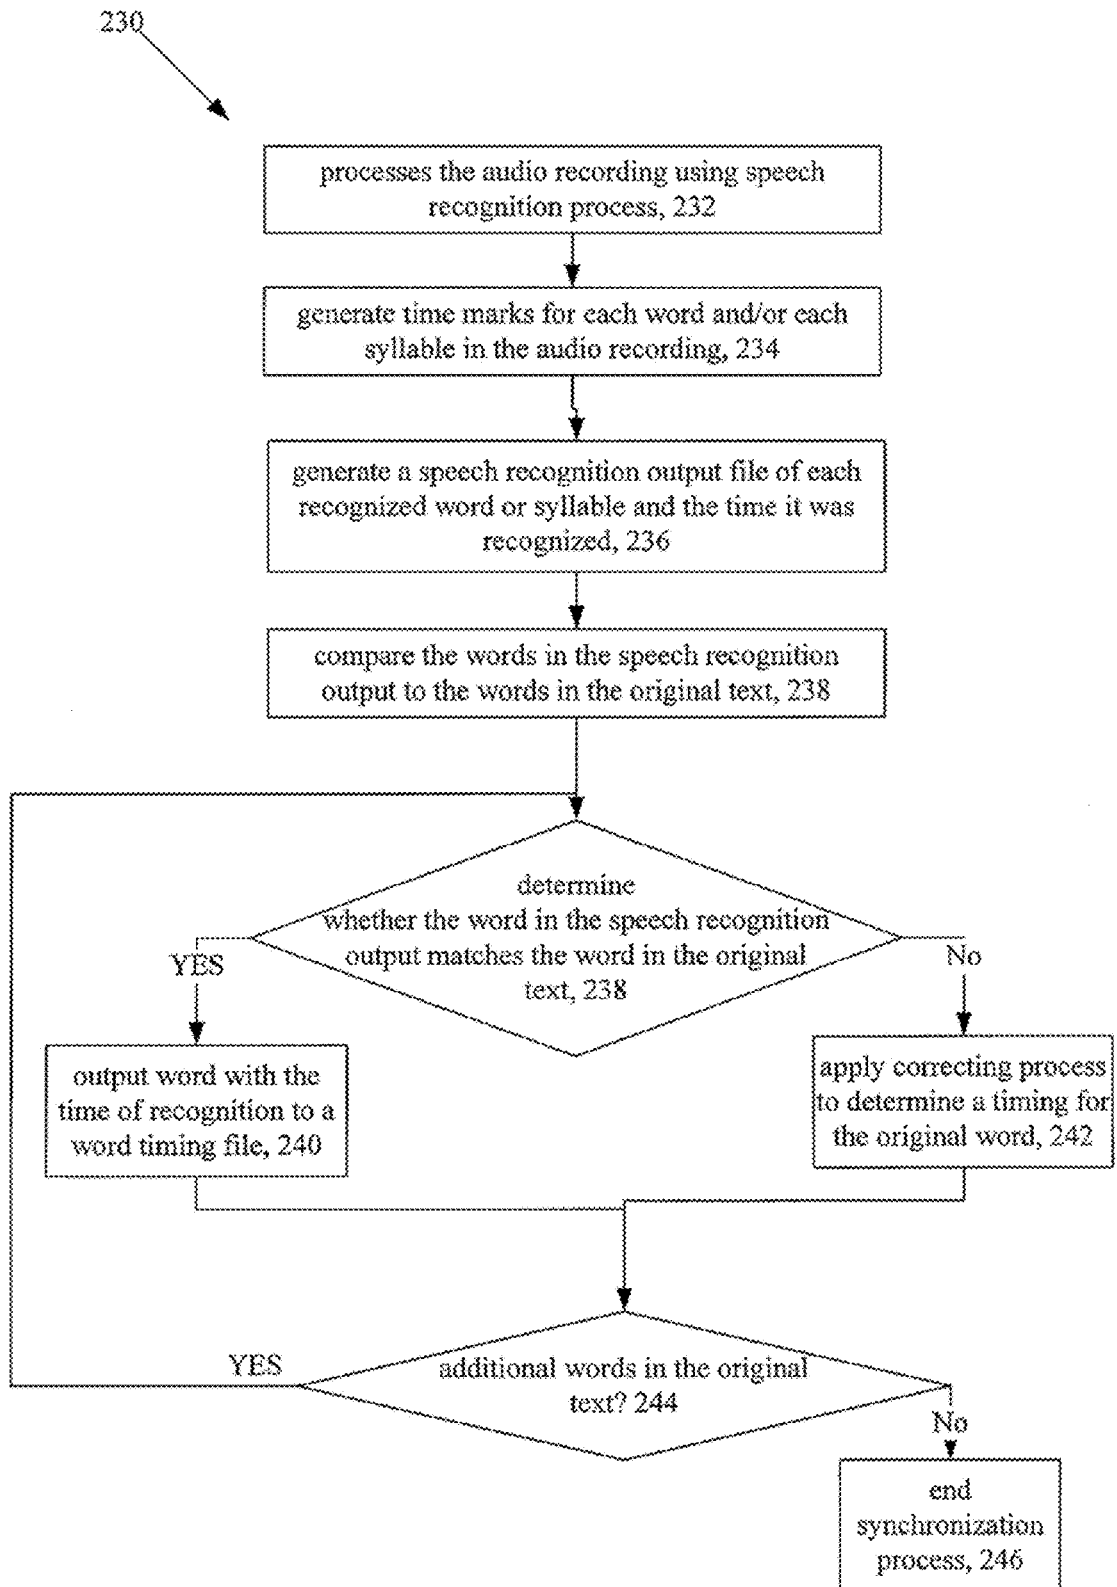 230
processes the audio recording using speech
recognition process, 232
generate time marks for each word and/or each
syllable in the audio recording, 234
generate a speech recognition output file of each
recognized word or syllable and the time it was
recognized, 236
compare the words in the speech recognition
output to the words in the original text, 238
determine
whether the word in the speech recognition
output matches the word in the original
text, 238
YES
No
output word with the
time of recognition to a
word timing file, 240
apply correcting process
to determine a timing for
the original word, 242
YES
additional words in the original
text? 244
No
end
synchronization
process, 246